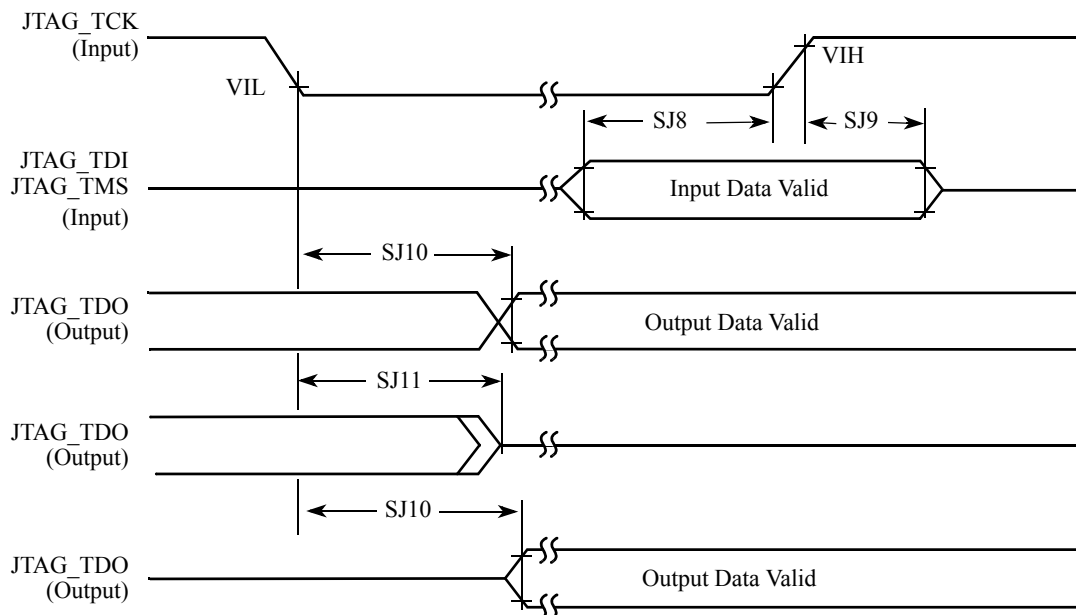 JTAG_TCK
(Input)
VIL
VIH
SJ8
SJ9
JTAG_TDI
JTAG_TMS
(Input)
Input Data Valid
SJ10
JTAG_TDO
(Output)
Output Data Valid
SJ11
JTAG_TDO
(Output)
SJ10
JTAG_TDO
(Output)
Output Data Valid